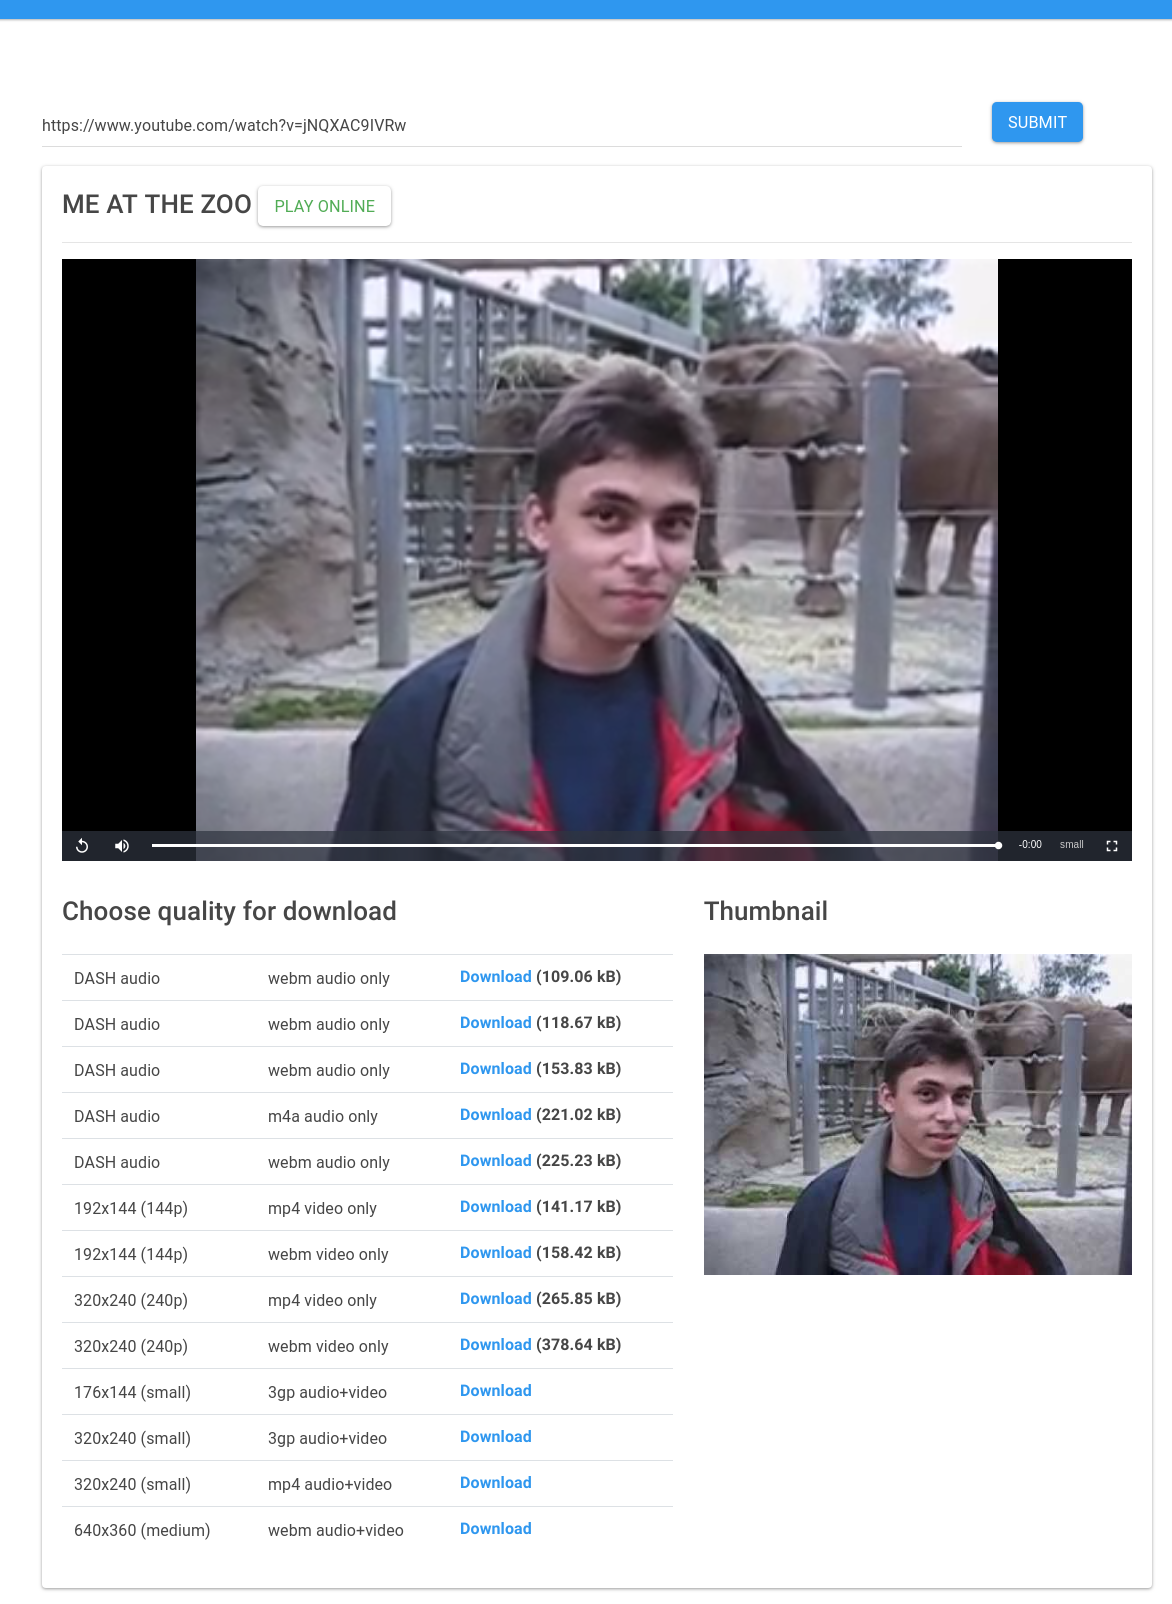 https://www.youtube.com/watch?v=jNQXAC9IVRw
SUBMIT
ME AT THE ZOO PLAY ONLINE
-0:00 small
Choose quality for download
DASH audio webm audio only Download (109.06 kB)
DASH audio webm audio only Download (118.67 kB)
DASH audio webm audio only Download (153.83 kB)
DASH audio m4a audio only Download (221.02 kB)
DASH audio webm audio only Download (225.23 kB)
192x144 (144p) mp4 video only Download (141.17 kB)
192x144 (144p) webm video only Download (158.42 kB)
320x240 (240p) mp4 video only Download (265.85 kB)
320x240 (240p) webm video only Download (378.64 kB)
176x144 (small) 3gp audio+video Download
320x240 (small) 3gp audio+video Download
320x240 (small) mp4 audio+video Download
640x360 (medium) webm audio+video Download
Thumbnail